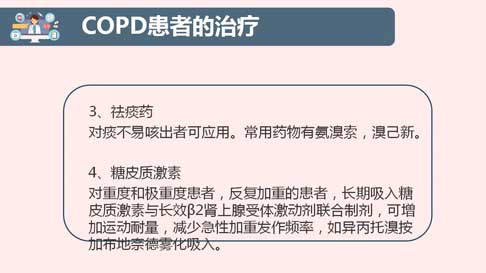 COPD患者的治疗
3、祛痰药
对痰不易咳出者可应用。常用药物有氨溴索，溴己新。
4、糖皮质激素
对重度和极重度患者，反复加重的患者，长期吸入糖
皮质激素与长效β2肾上腺受体激动剂联合制剂，可增
加运动耐量，减少急性加重发作频率，如异丙托溴按
加布地奈德雾化吸入。